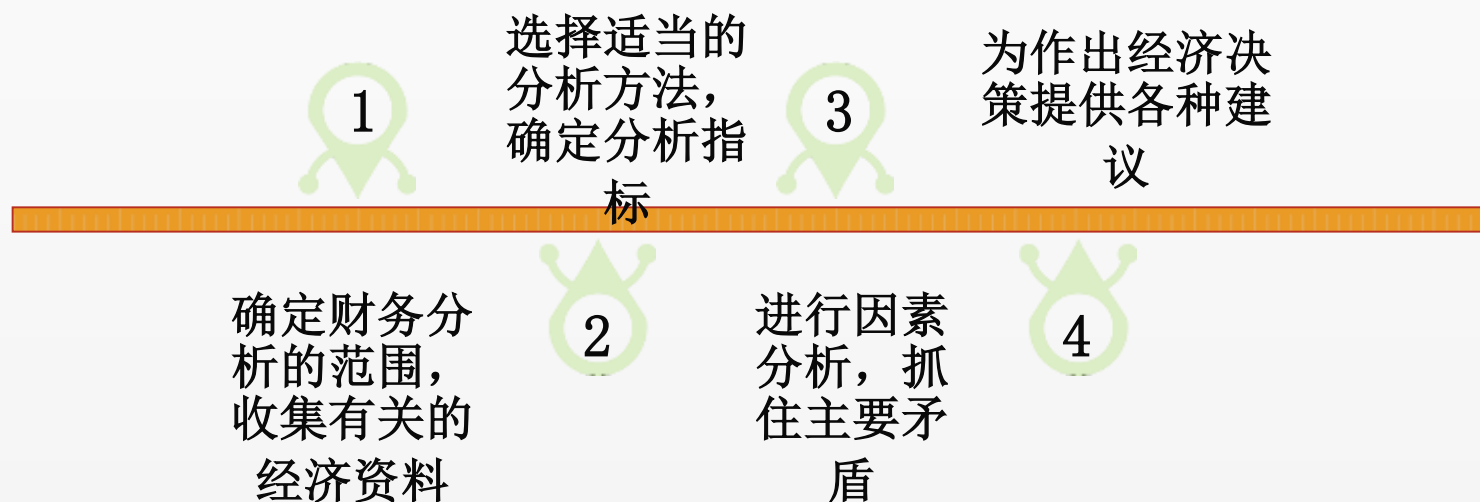 1
确定财务分
析的范围，
收集有关的
经济资料
2
选择适当的
分析方法，
确定分析指
标
3
进行因素
分析，抓
住主要矛
盾
4
为作出经济决
策提供各种建
议